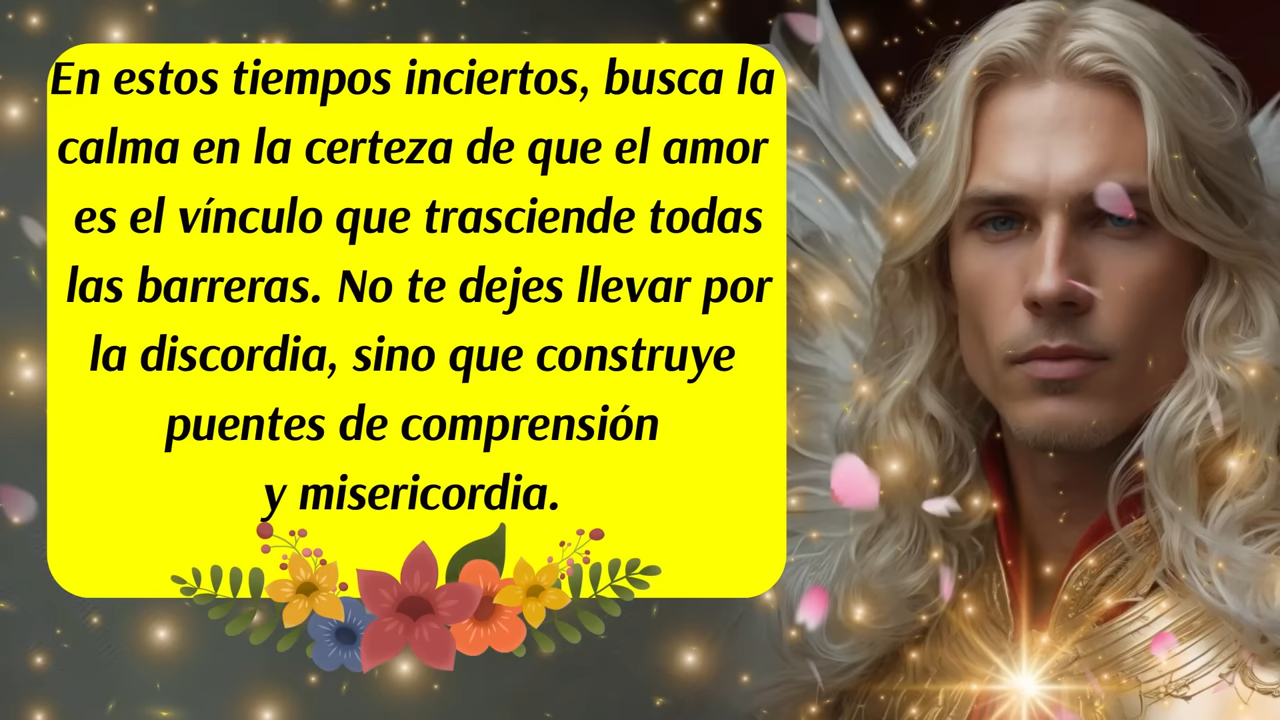 En estos tiempos inciertos, busca la
calma en la certeza de que el amor
es el vínculo que trasciende todas
las barreras. No te dejes llevar por
la discordia, sino que construye
puentes de comprensión
y misericordia.